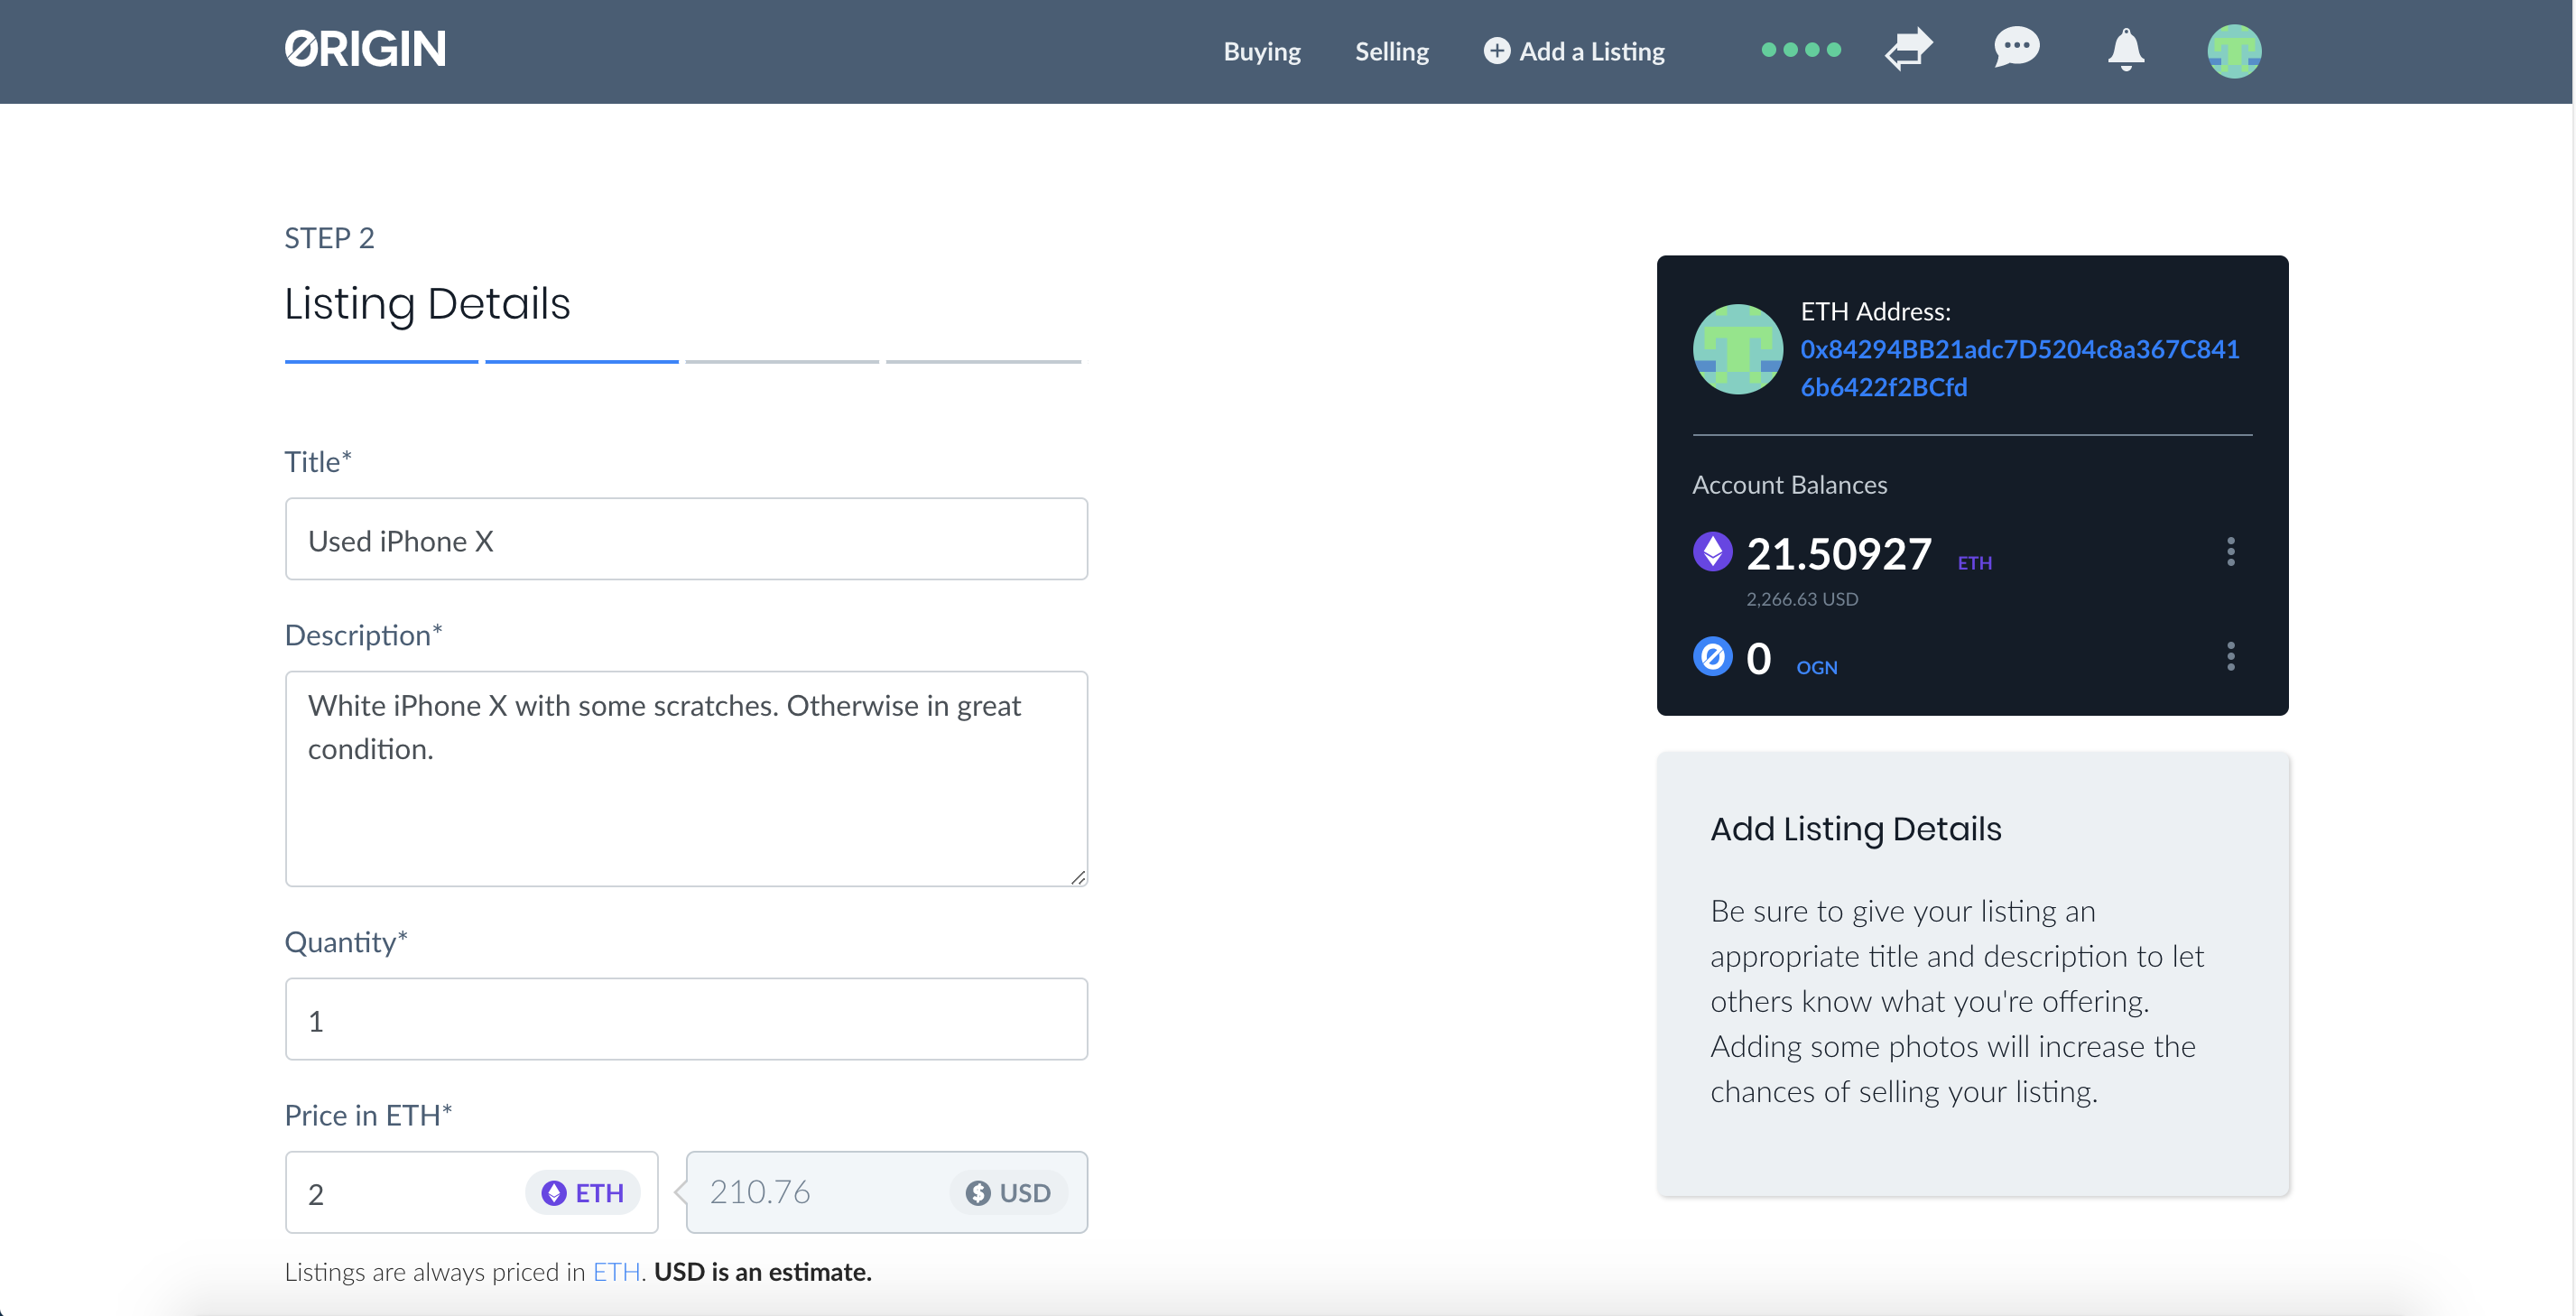 ORIGIN
Buying
Selling
Add a Listing
STEP 2
Listing Details
Title*
Used iPhone X
Description*
White iPhone X with some scratches. Otherwise in great
condition.
Quantity*
1
Price in ETH*
2
ETH
210.76
USD
Listings are always priced in ETH. USD is an estimate.
ETH Address:
0x84294BB21adc7D5204c8a367C841
6b6422f2BCfd
Account Balances
21.50927 ETH
2,266.63 USD
0 OGN
Add Listing Details
Be sure to give your listing an
appropriate title and description to let
others know what you're offering.
Adding some photos will increase the
chances of selling your listing.